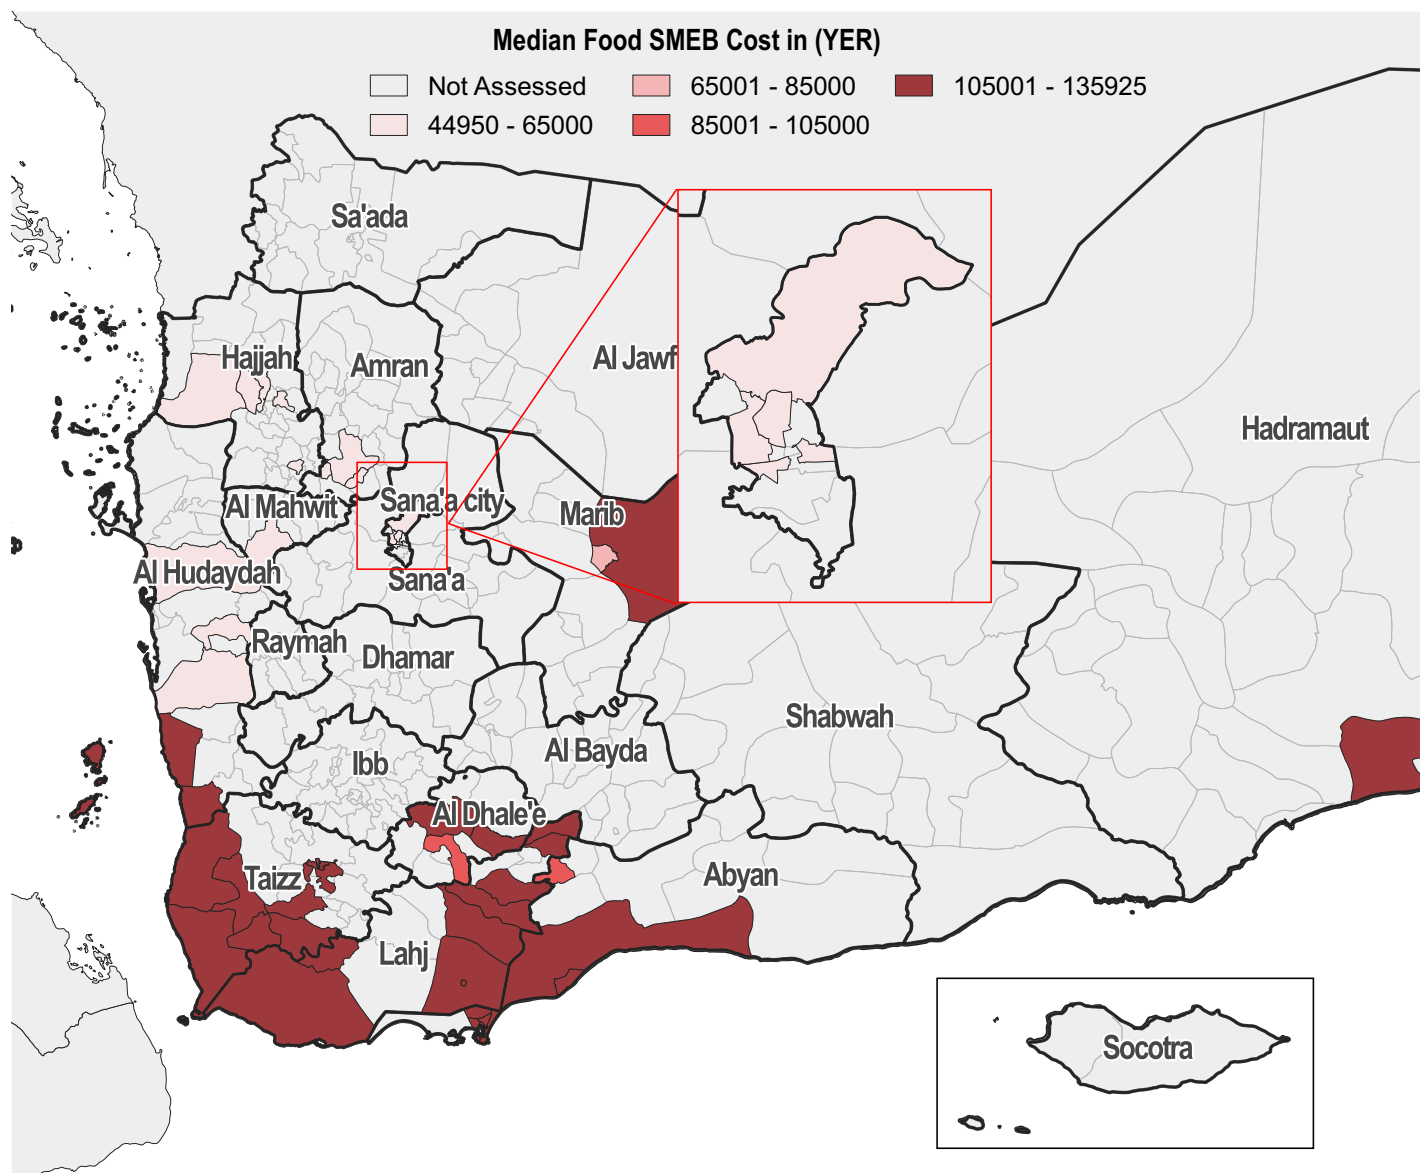 Median Food SMEB Cost in (YER)
Not Assessed
65001 - 85000
105001 - 135925
44950 - 65000
85001 - 105000
Sa'ada
Hajjah
Amran
Al Jawf
Hadramaut
Al Mahwit
Sana'a city
Marib
Al Hudaydah
Sana'a
Raymah
Dhamar
Shabwah
Ibb
Al Bayda
Al Dhale'e
Taizz
Abyan
Lahj
Socotra